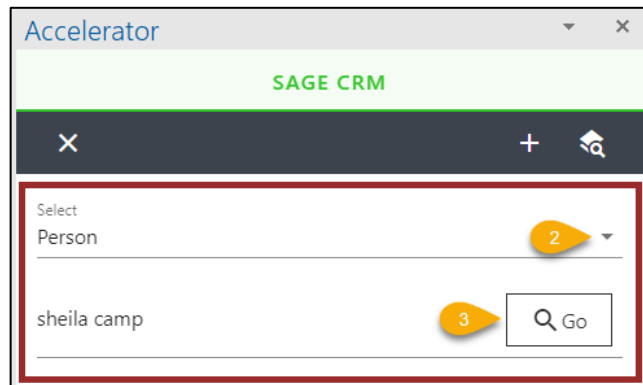 Accelerator
SAGE CRM
Select
Person
2
sheila camp
3
Go